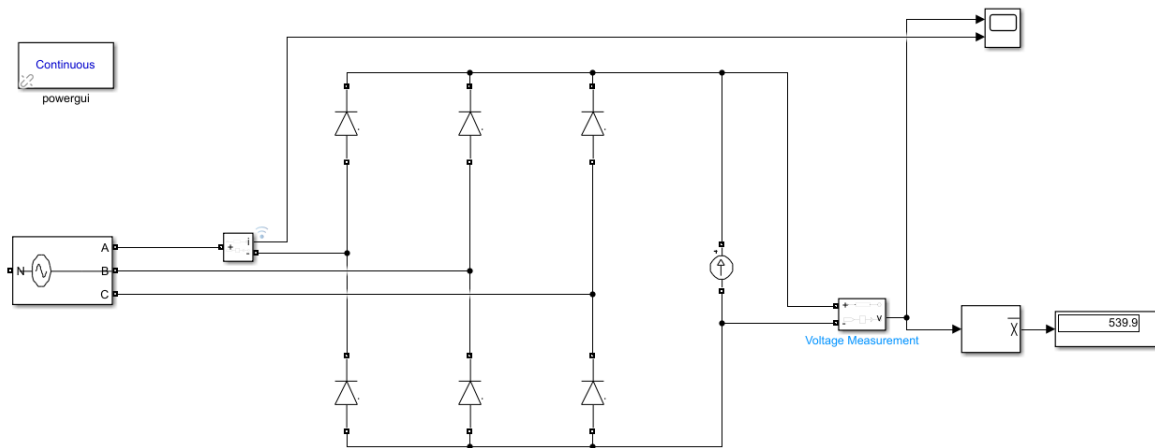 Continuous
powergui
N
A
B
C
+
i
-
+
-
v
Voltage Measurement
X
539.9